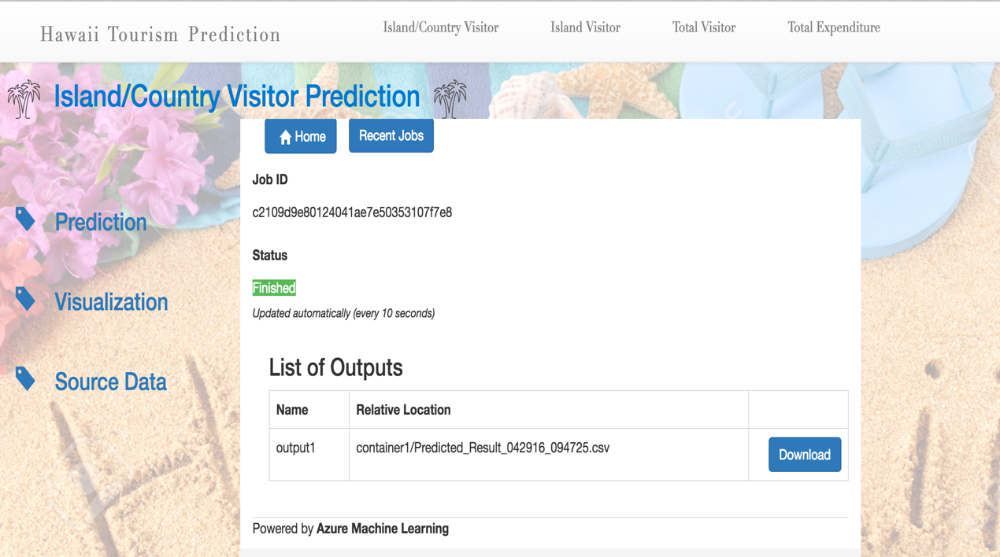 Hawaii Tourism Prediction
Island/Country Visitor
Island Visitor
Total Visitor
Total Expenditure
Island/Country Visitor Prediction
Home
Recent Jobs
Job ID
c2109d9e80124041ae7e50353107f7e8
Prediction
Status
Finished
Visualization
Updated automatically (every 10 seconds)
List of Outputs
Source Data
Name
Relative Location
output1
container1/Predicted_Result_042916_094725.csv
Download
Powered by Azure Machine Learning